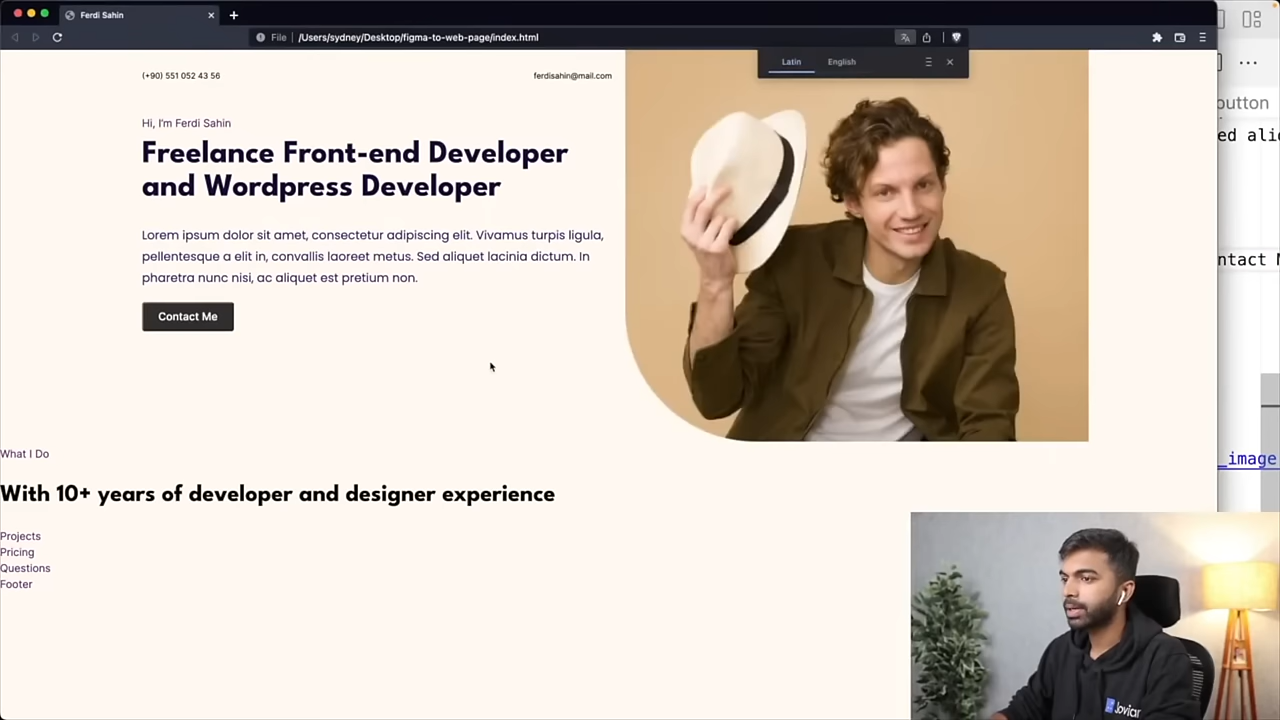 Ferdi Sahin
File
/Users/sydney/Desktop/figma-to-web-page/index.html
Latin
English
button
(+90) 551 052 43 56
ferdisahin@mail.com
ed alig
Hi, I'm Ferdi Sahin
Freelance Front-end Developer
and Wordpress Developer
Lorem ipsum dolor sit amet, consectetur adipiscing elit. Vivamus turpis ligula,
pellentesque a elit in, convallis laoreet metus. Sed aliquet lacinia dictum. In
pharetra nunc nisi, ac aliquet est pretium non.
ntact M
Contact Me
What I Do
_image
With 10+ years of developer and designer experience
Projects
Pricing
Questions
Footer
Jovian